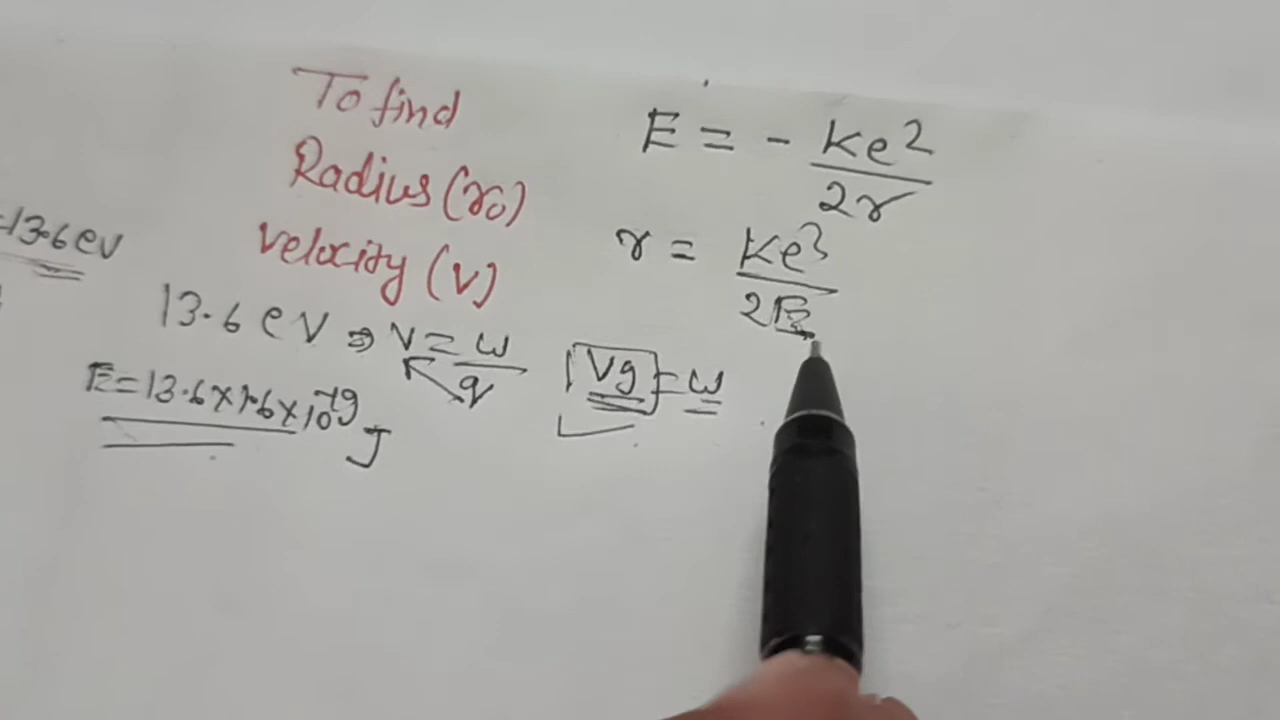 To find
Radius (r₀)
velocity (v)
E = - Ke²/2r
r = Ke²/2E
-13.6 ev
13.6 eV ⇒ V = w/q
Vq = w
E = 13.6 × 1.6 × 10⁻¹⁹ J